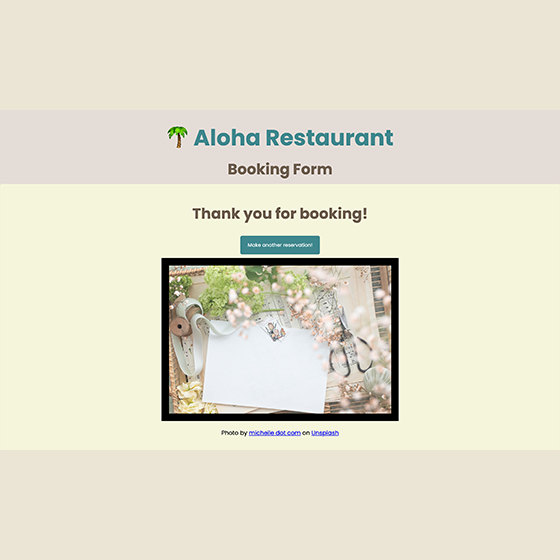 Aloha Restaurant
Booking Form
Thank you for booking!
Make another reservation!
Photo by michelle dot com on Unsplash